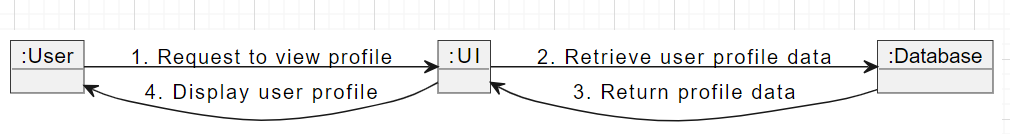 :User
1. Request to view profile
:UI
2. Retrieve user profile data
:Database
4. Display user profile
3. Return profile data